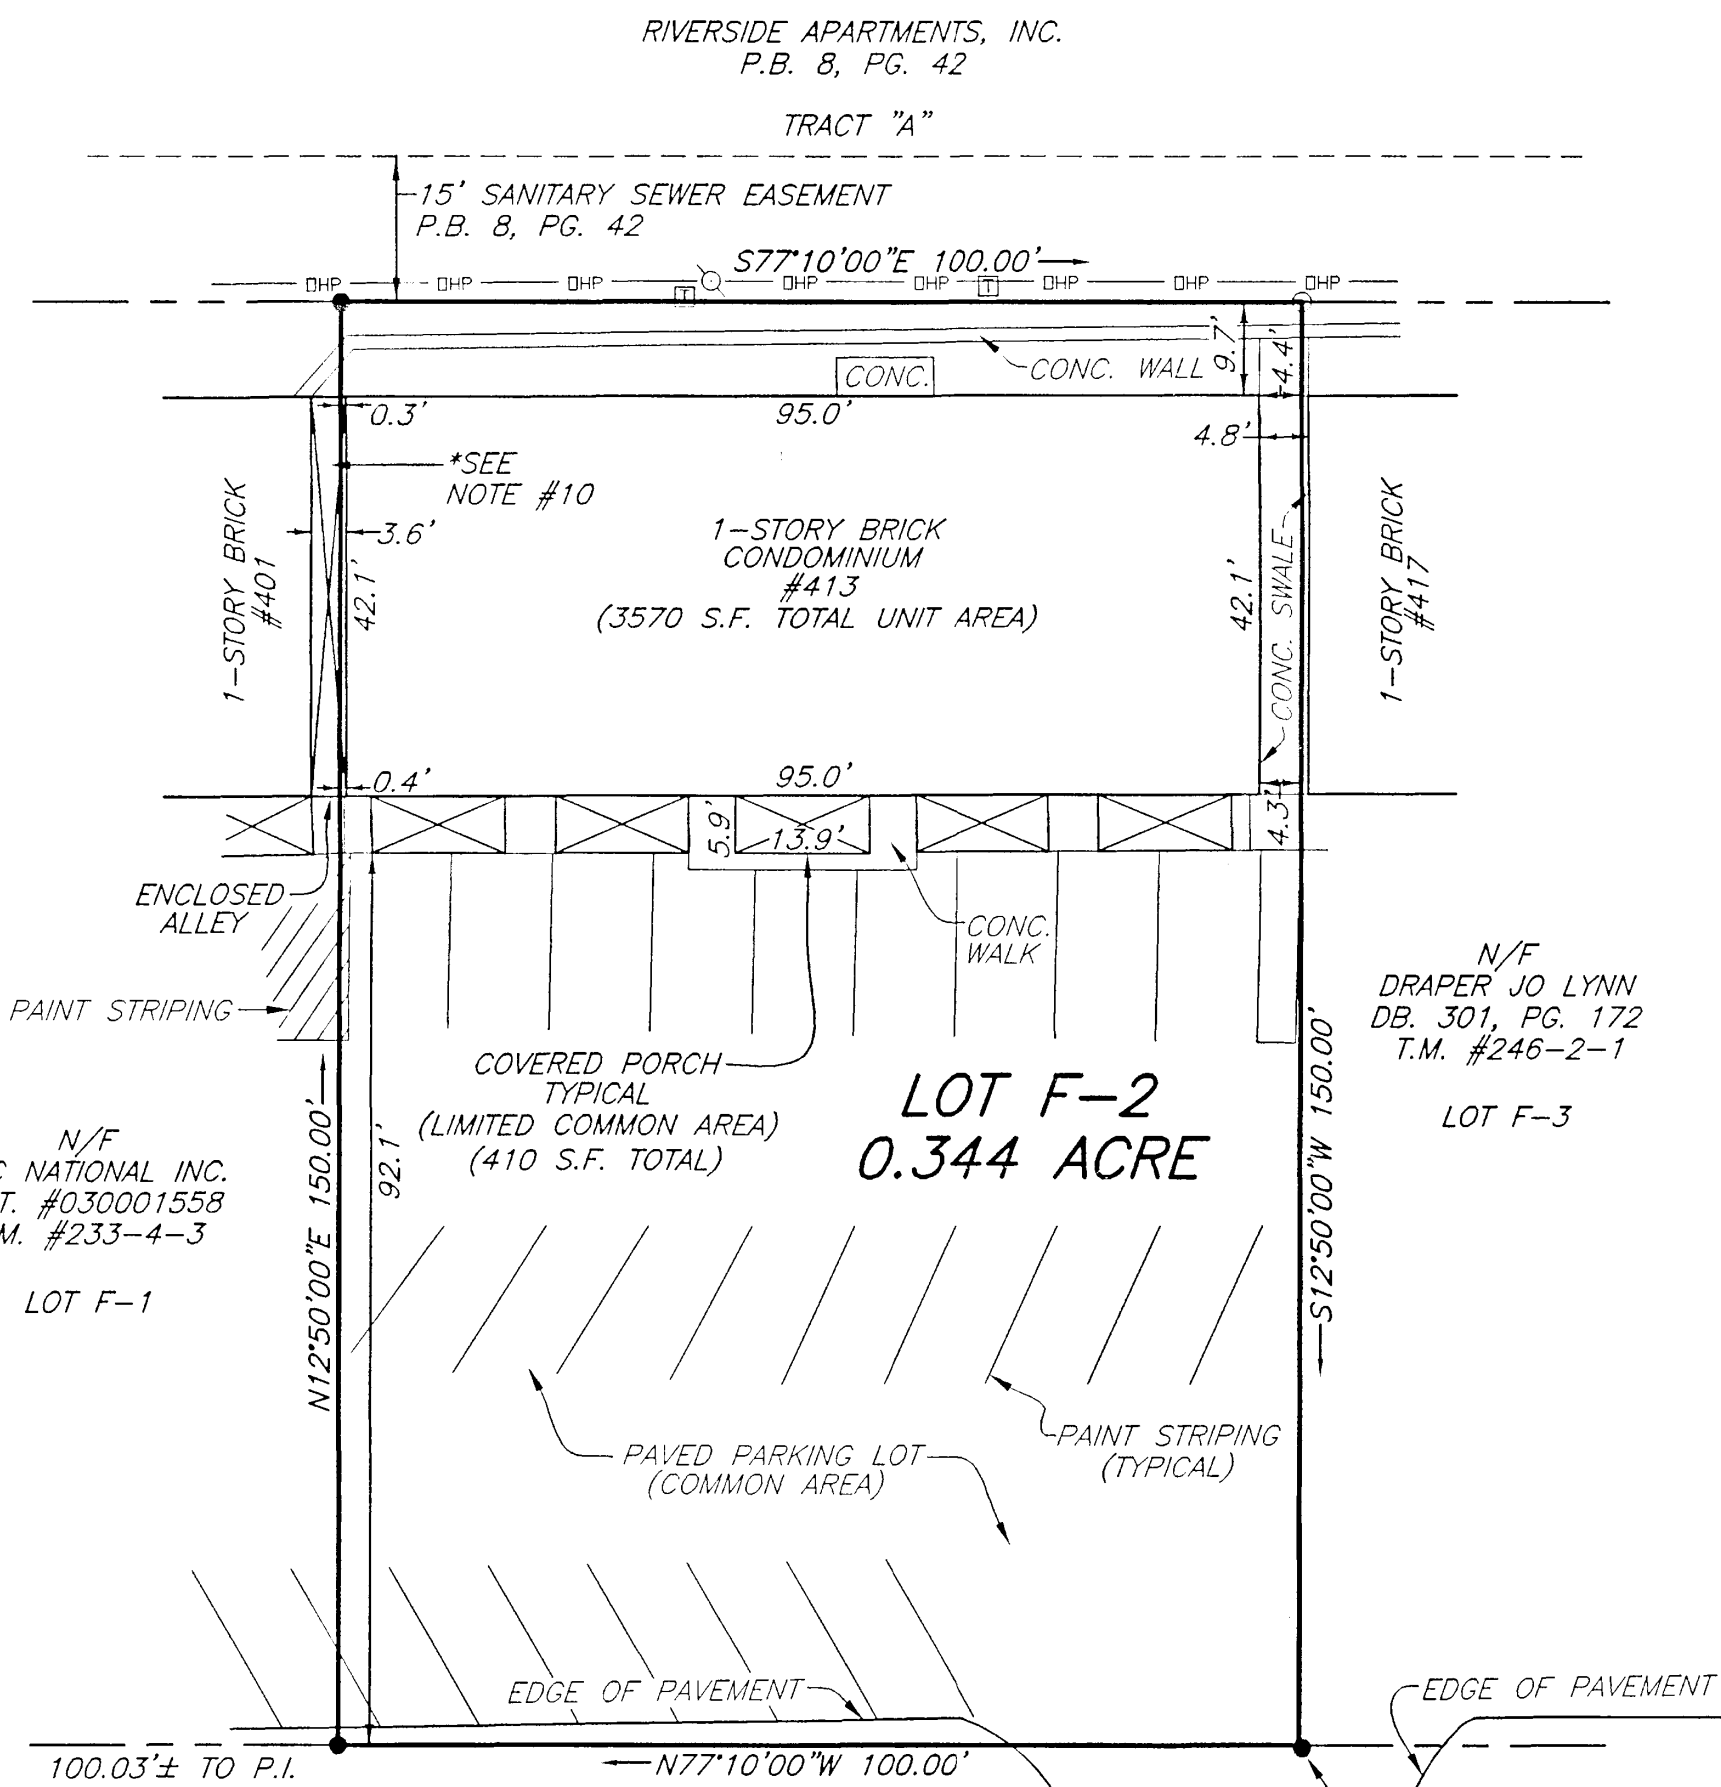 RIVERSIDE APARTMENTS, INC.
P.B. 8, PG. 42
TRACT "A"
15' SANITARY SEWER EASEMENT
P.B. 8, PG. 42
S77°10'00"E 100.00'
OHP OHP OHP OHP OHP OHP OHP OHP
T T
CONC.
CONC. WALL
9.7'
4.4'
0.3'
95.0'
4.8'
*SEE
NOTE #10
3.6'
1-STORY BRICK
#401
42.1'
1-STORY BRICK
CONDOMINIUM
#413
(3570 S.F. TOTAL UNIT AREA)
42.1'
CONC. SWALE
1-STORY BRICK
#417
0.4'
95.0'
5.9'
13.9'
4.3'
ENCLOSED
ALLEY
CONC.
WALK
PAINT STRIPING
N/F
DRAPER JO LYNN
DB. 301, PG. 172
T.M. #246-2-1
LOT F-3
COVERED PORCH
TYPICAL
(LIMITED COMMON AREA)
(410 S.F. TOTAL)
LOT F-2
0.344 ACRE
N/F
C NATIONAL INC.
T. #030001558
M. #233-4-3
LOT F-1
N12°50'00"E 150.00'
92.1'
S12°50'00"W 150.00'
PAVED PARKING LOT
(COMMON AREA)
PAINT STRIPING
(TYPICAL)
EDGE OF PAVEMENT
EDGE OF PAVEMENT
100.03'± TO P.I.
N77°10'00"W 100.00'